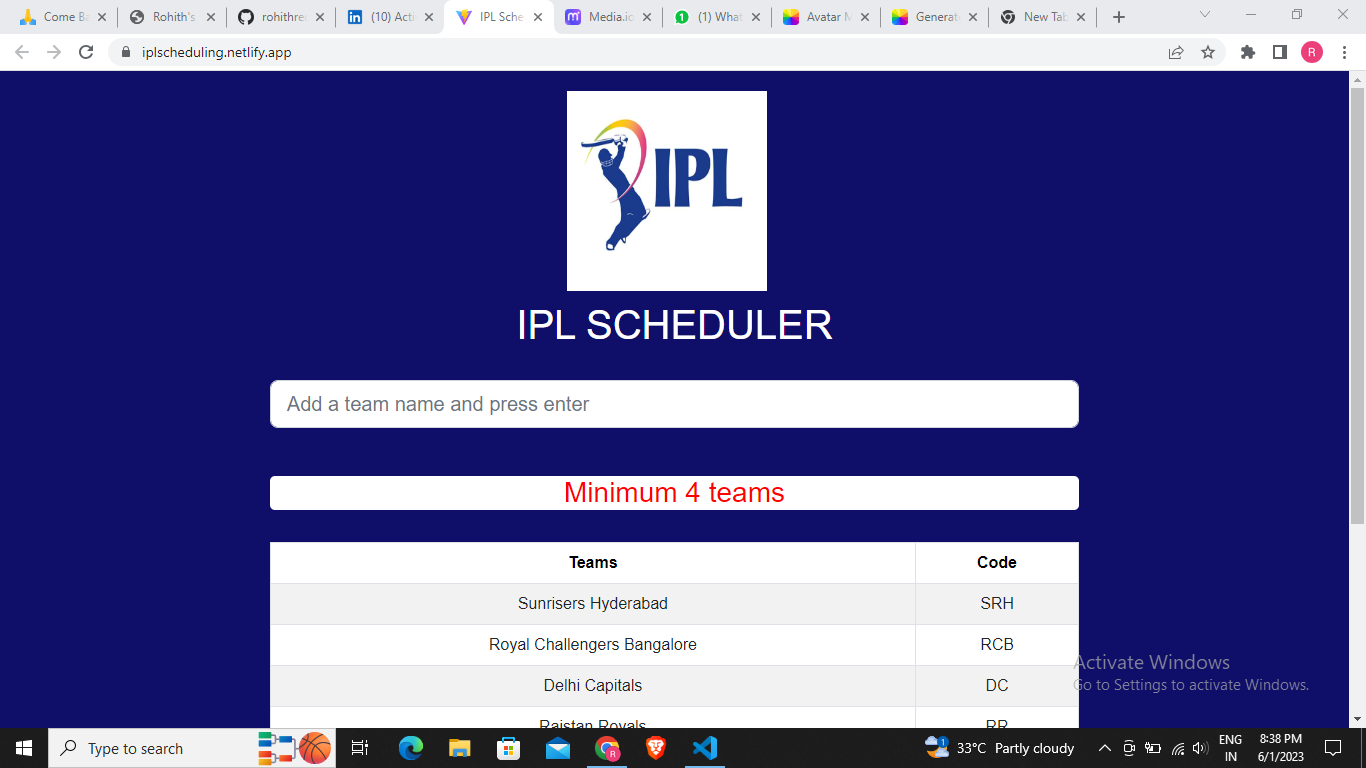 Come Ba
Rohith's
rohithre
(10) Acti
IPL Sche
Media.io
(1) What
Avatar M
Generate
New Tab
iplscheduling.netlify.app
R
IPL
IPL SCHEDULER
Add a team name and press enter
Minimum 4 teams
Teams Code
Sunrisers Hyderabad SRH
Royal Challengers Bangalore RCB
Delhi Capitals DC
Rajstan Royals RR
Activate Windows
Go to Settings to activate Windows.
Type to search
33°C Partly cloudy
ENG
IN
8:38 PM
6/1/2023